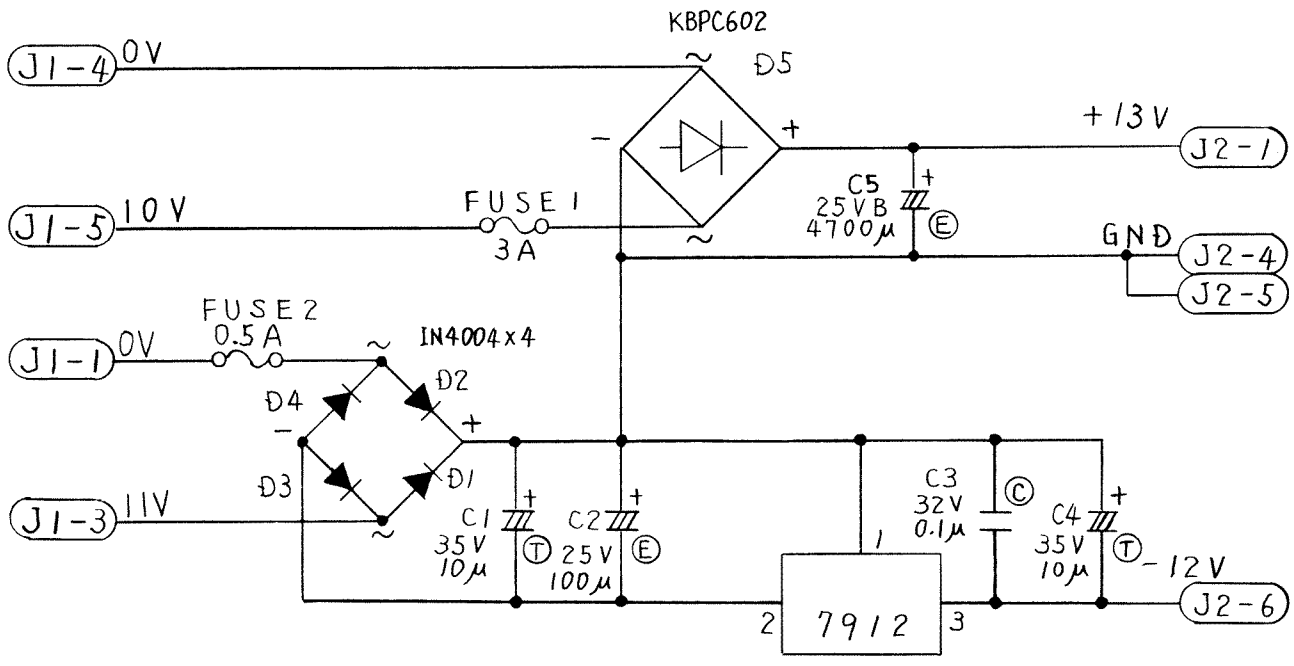 KBPC602
J1-4 0V
~
D5
- +
+13V
J2-1
C5
25VB
4700μ
+
E
J1-5 10V
FUSE 1
3A
~
GND
J2-4
J2-5
FUSE2
0.5A
J1-1 0V
~
IN4004x4
D4
D2
- +
D3
D1
J1-3 11V
~
C1
35V
10μ
+
T
C2
25V
100μ
+
E
C3
32V
0.1μ
C
C4
35V
10μ
+
T
1
2 7912 3
-12V
J2-6